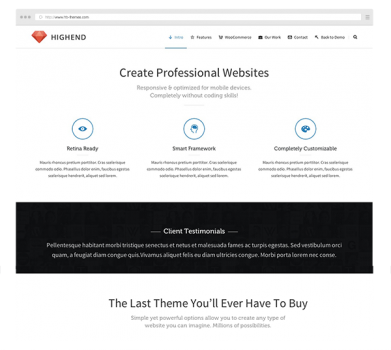 http://www.hb-themes.com
HIGHEND
Intro Features WooCommerce Our Work Contact Back to Demo
Create Professional Websites
Responsive & optimized for mobile devices.
Completely without coding skills!
Retina Ready Smart Framework Completely Customizable
Mauris rhoncus pretium porttitor. Cras scelerisque Mauris rhoncus pretium porttitor. Cras scelerisque Mauris rhoncus pretium porttitor. Cras scelerisque
commodo odio. Phasellus dolor enim, faucibus egestas commodo odio. Phasellus dolor enim, faucibus egestas commodo odio. Phasellus dolor enim, faucibus egestas
scelerisque hendrerit, aliquet sed lorem. scelerisque hendrerit, aliquet sed lorem. scelerisque hendrerit, aliquet sed lorem.
Client Testimonials
Pellentesque habitant morbi tristique senectus et netus et malesuada fames ac turpis egestas. Sed vestibulum orci
quam, a feugiat diam congue quis.Vivamus aliquet felis eu diam ultricies congue. Morbi porta lorem nec conse.
The Last Theme You'll Ever Have To Buy
Simple yet powerful options allow you to create any type of
website you can imagine. Millions of possibilities.